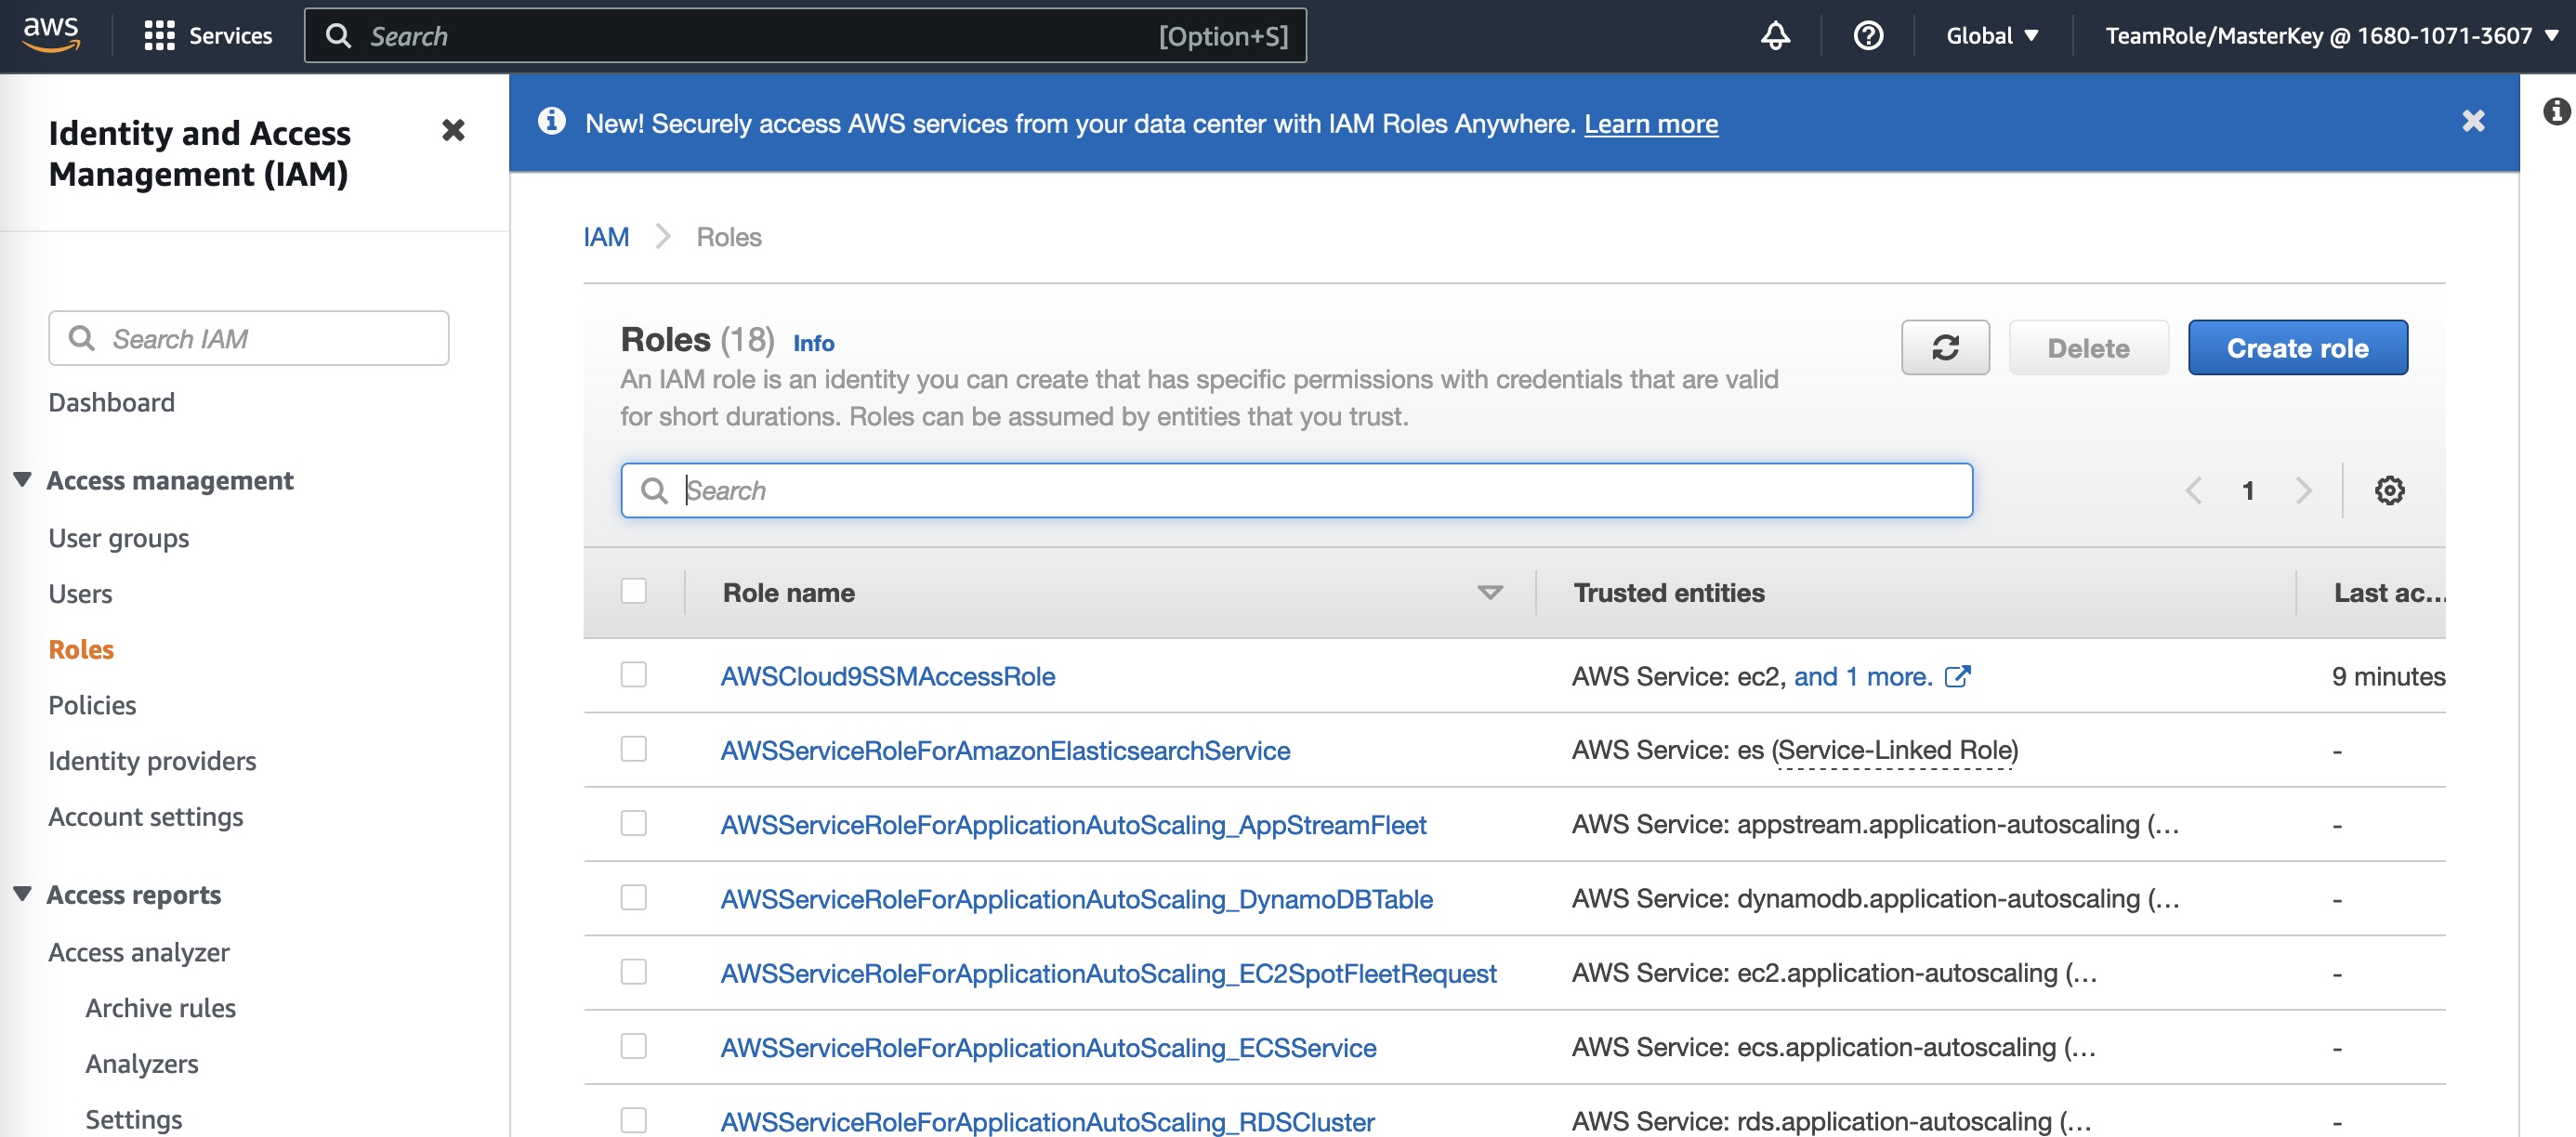 aws
Services
Search
[Option+S]
Global
TeamRole/MasterKey @ 1680-1071-3607
Identity and Access
Management (IAM)
Search IAM
Dashboard
Access management
User groups
Users
Roles
Policies
Identity providers
Account settings
Access reports
Access analyzer
Archive rules
Analyzers
Settings
New! Securely access AWS services from your data center with IAM Roles Anywhere. Learn more
IAM
Roles
Roles (18) Info
An IAM role is an identity you can create that has specific permissions with credentials that are valid
for short durations. Roles can be assumed by entities that you trust.
Delete
Create role
Search
1
Role name
Trusted entities
Last ac...
AWSCloud9SSMAccessRole
AWS Service: ec2, and 1 more.
9 minutes
AWSServiceRoleForAmazonElasticsearchService
AWS Service: es (Service-Linked Role)
-
AWSServiceRoleForApplicationAutoScaling_AppStreamFleet
AWS Service: appstream.application-autoscaling (...
-
AWSServiceRoleForApplicationAutoScaling_DynamoDBTable
AWS Service: dynamodb.application-autoscaling (...
-
AWSServiceRoleForApplicationAutoScaling_EC2SpotFleetRequest
AWS Service: ec2.application-autoscaling (...
-
AWSServiceRoleForApplicationAutoScaling_ECSService
AWS Service: ecs.application-autoscaling (...
-
AWSServiceRoleForApplicationAutoScaling_RDSCluster
AWS Service: rds.application-autoscaling (...
-